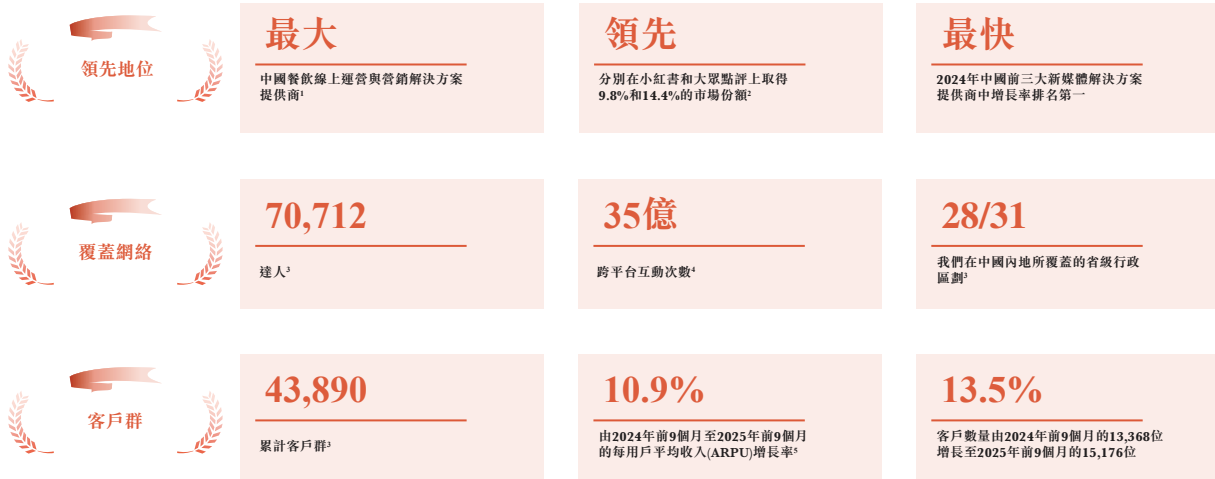 領先地位
最大
中國餐飲線上運營與營銷解決方案
提供商¹
領先
分別在小紅書和大眾點評上取得
9.8%和14.4%的市場份額²
最快
2024年中國前三大新媒體解決方案
提供商中增長率排名第一
覆蓋網絡
70,712
達人³
35億
跨平台互動次數⁴
28/31
我們在中國內地所覆蓋的省級行政
區劃³
客戶群
43,890
累計客戶群³
10.9%
由2024年前9個月至2025年前9個月
的每用戶平均收入(ARPU)增長率⁵
13.5%
客戶數量由2024年前9個月的13,368位
增長至2025年前9個月的15,176位